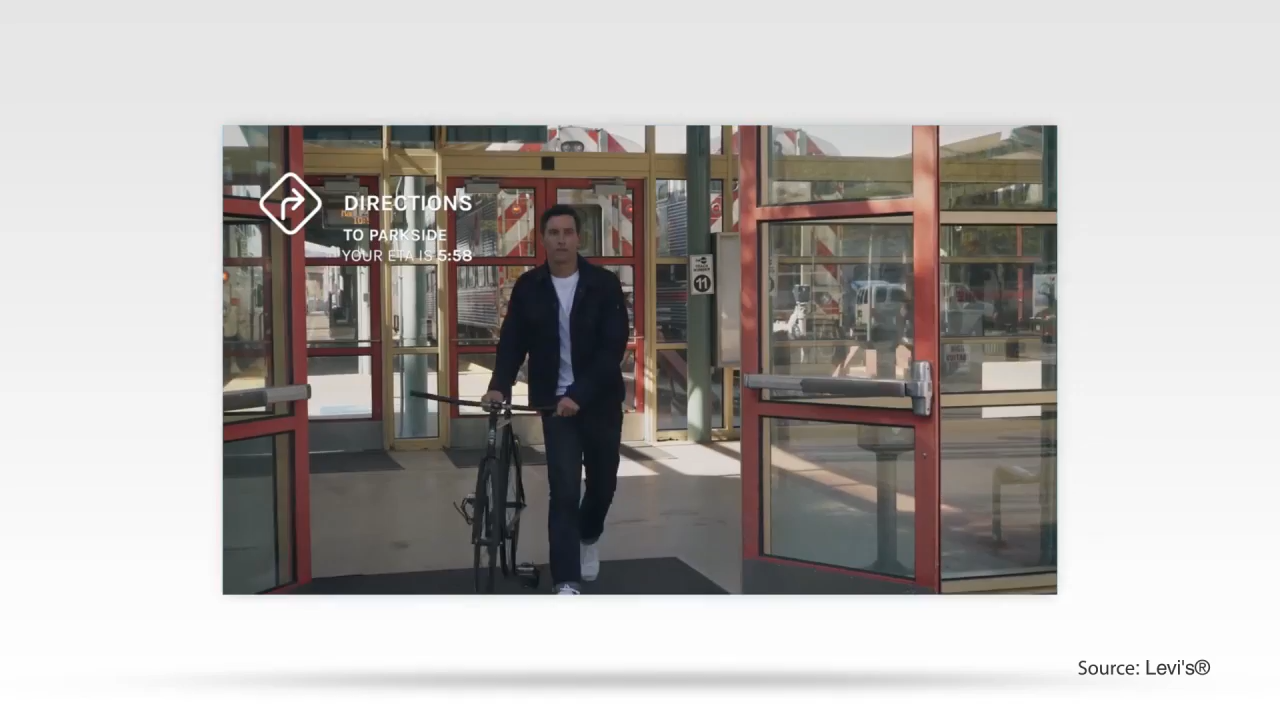 DIRECTIONS
TO PARKSIDE
YOUR ETA IS 5:58
11
Source: Levi's®